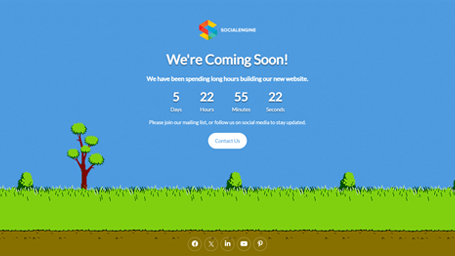 SOCIALENGINE
We're Coming Soon!
We have been spending long hours building our new website.
5 22 55 22
Days Hours Minutes Seconds
Please join our mailing list, or follow us on social media to stay updated.
Contact Us